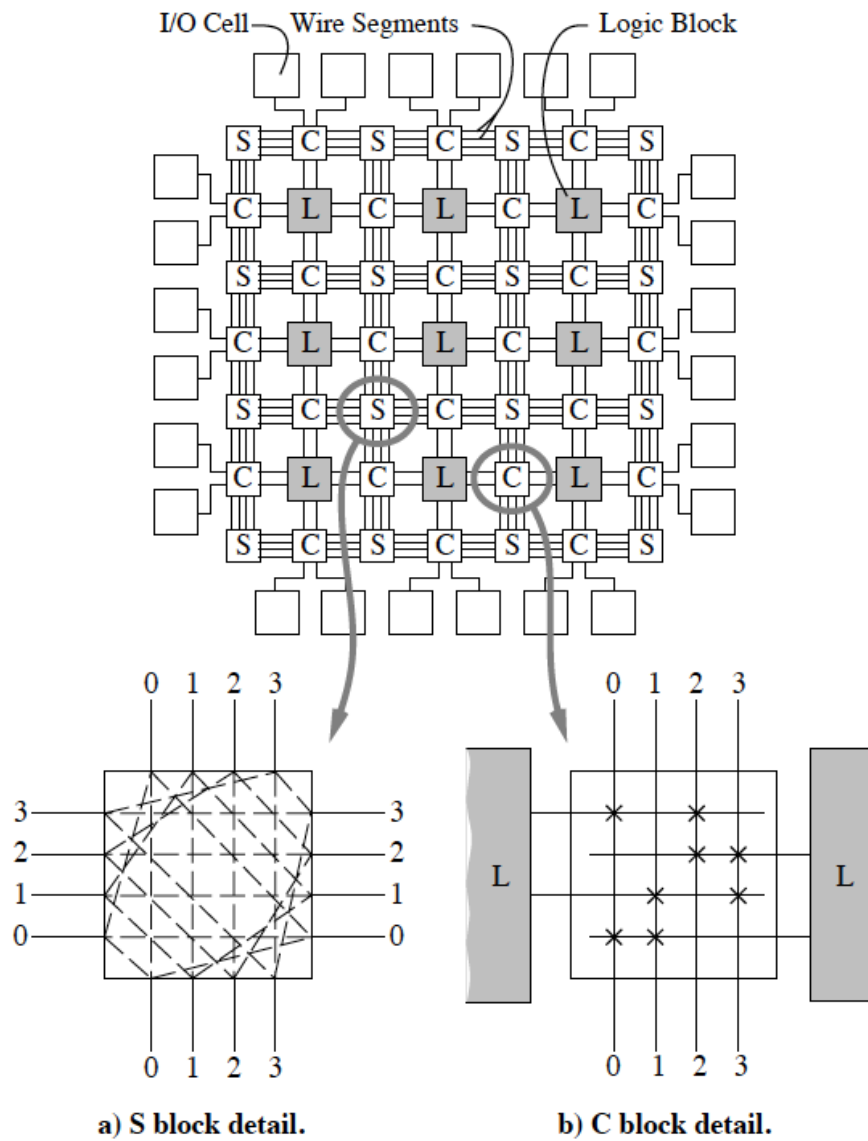 I/O Cell Wire Segments Logic Block
S C S C S C S
C L C L C L C
S C S C S C S
C L C L C L C
S C S C S C S
C L C L C L C
S C S C S C S
0 1 2 3
0 1 2 3
3 3
2 2
1 1
0 0
L L
0 1 2 3
0 1 2 3
a) S block detail. b) C block detail.